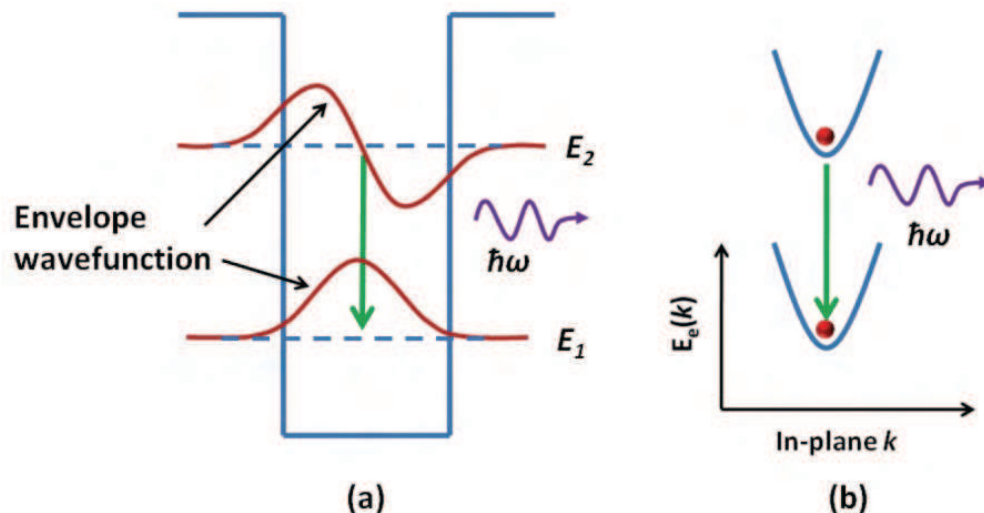 E2
Envelope
wavefunction
ħω
E1
(a)
ħω
Ee(k)
In-plane k
(b)